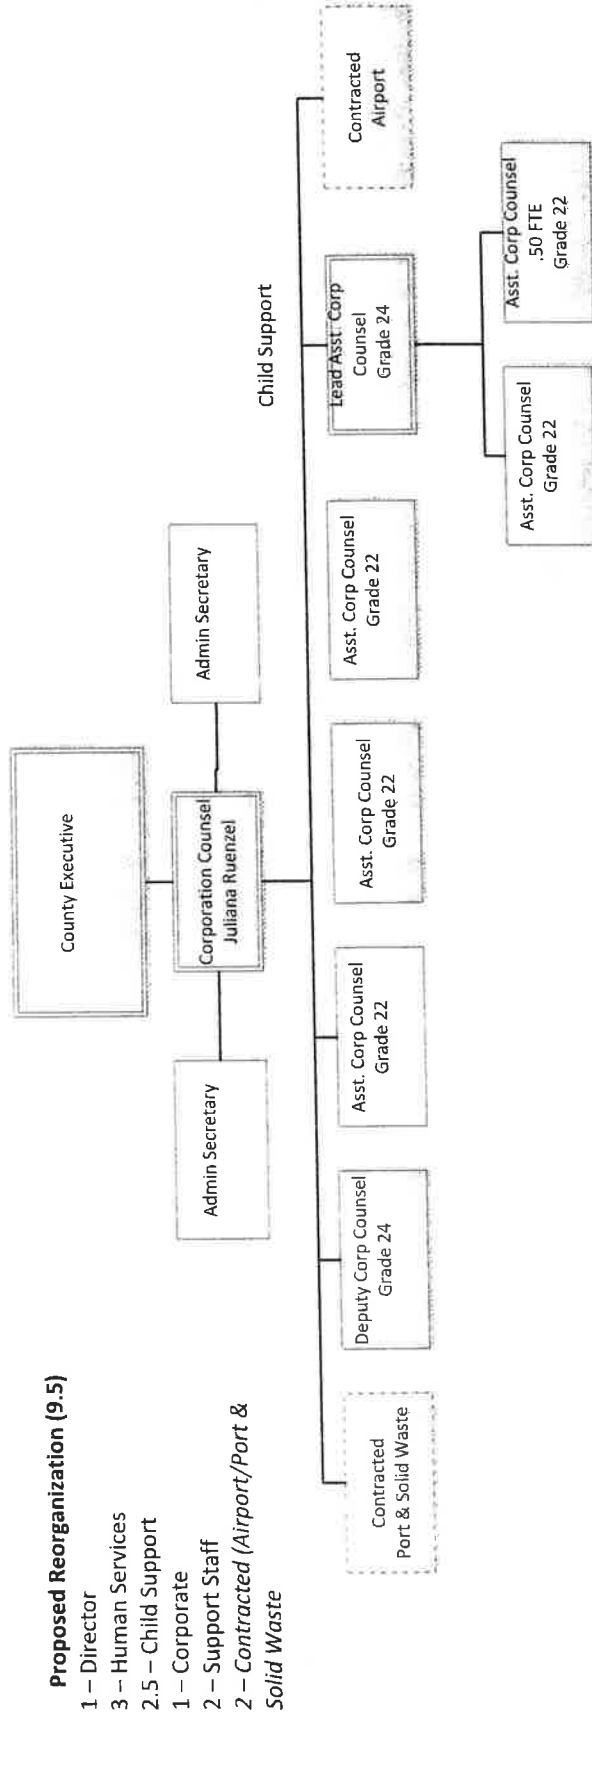 Proposed Reorganization (9.5)
1 – Director
3 – Human Services
2.5 – Child Support
1 – Corporate
2 – Support Staff
2 – Contracted (Airport/Port &
Solid Waste
County Executive
Admin Secretary
Corporation Counsel
Juliana Ruenzel
Admin Secretary
Child Support
Contracted
Port & Solid Waste
Deputy Corp Counsel
Grade 24
Asst. Corp Counsel
Grade 22
Asst. Corp Counsel
Grade 22
Asst. Corp Counsel
Grade 22
Lead Asst. Corp
Counsel
Grade 24
Contracted
Airport
Asst. Corp Counsel
Grade 22
Asst. Corp Counsel
.50 FTE
Grade 22